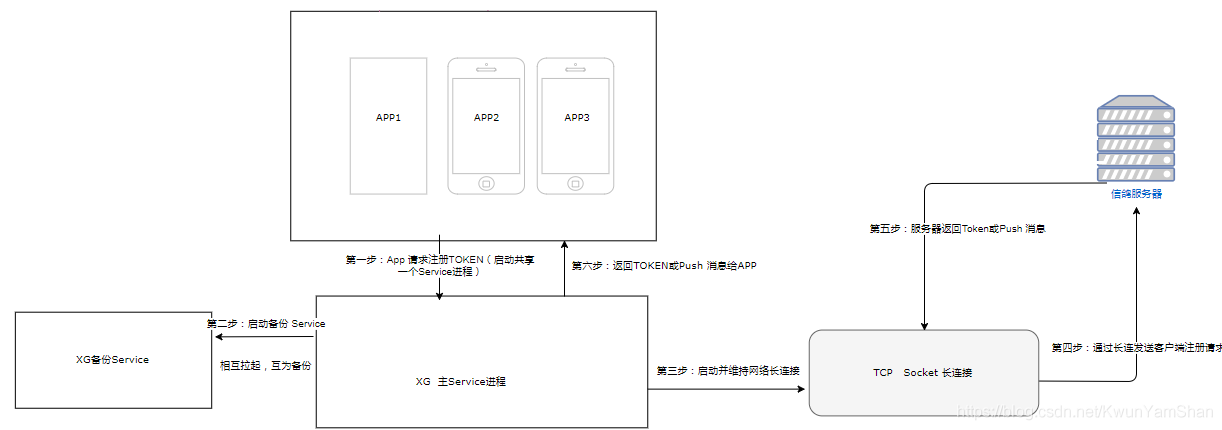 APP1
APP2
APP3
信鸽服务器
第五步：服务器返回Token或Push 消息
第一步：App 请求注册TOKEN（启动共享
一个Service进程）
第六步：返回TOKEN或Push 消息给APP
第二步：启动备份 Service
XG备份Service
相互拉起，互为备份
XG 主Service进程
第三步：启动并维持网络长连接
TCP Socket 长连接
第四步：通过长连发送客户端注册请求
https://blog.csdn.net/KwunYamShan